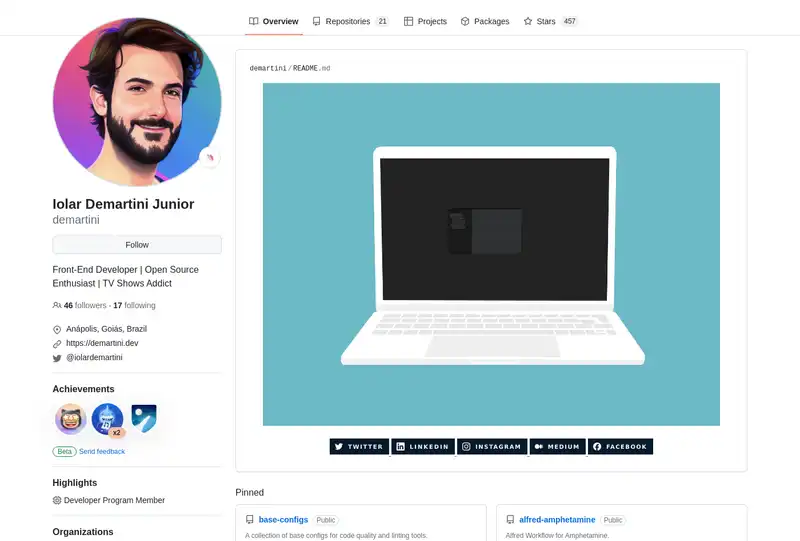 Overview
Repositories 21
Projects
Packages
Stars 457
demartini/README.md
Iolar Demartini Junior
demartini
Follow
Front-End Developer | Open Source
Enthusiast | TV Shows Addict
46 followers · 17 following
Anápolis, Goiás, Brazil
https://demartini.dev
@iolardemartini
Achievements
x2
Beta Send feedback
Highlights
Developer Program Member
Organizations
TWITTER
LINKEDIN
INSTAGRAM
MEDIUM
FACEBOOK
Pinned
base-configs Public
A collection of base configs for code quality and linting tools.
alfred-amphetamine Public
Alfred Workflow for Amphetamine.